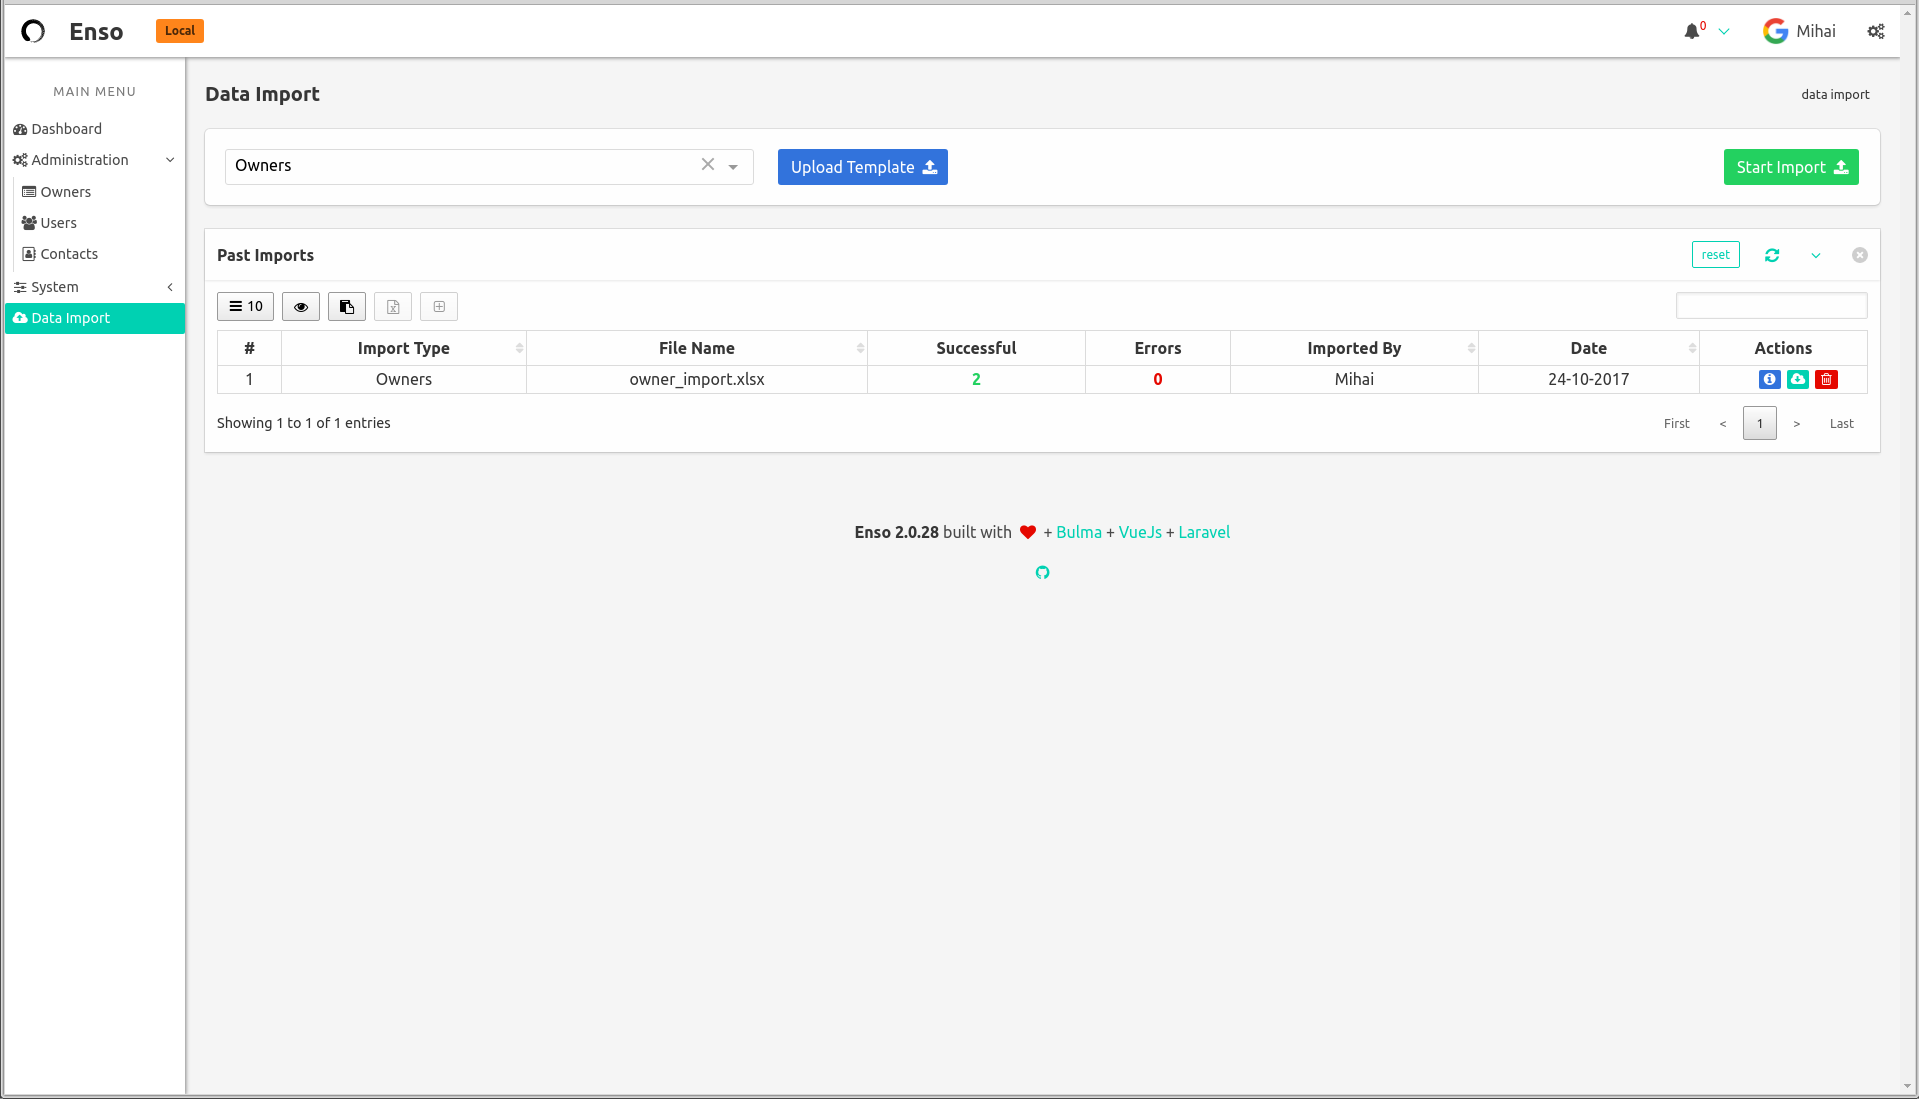 Enso Local 0 Mihai
MAIN MENU
Dashboard
Administration
Owners
Users
Contacts
System
Data Import
Data Import data import
Owners Upload Template Start Import
Past Imports reset
10
# Import Type File Name Successful Errors Imported By Date Actions
1 Owners owner_import.xlsx 2 0 Mihai 24-10-2017
Showing 1 to 1 of 1 entries First < 1 > Last
Enso 2.0.28 built with + Bulma + VueJs + Laravel